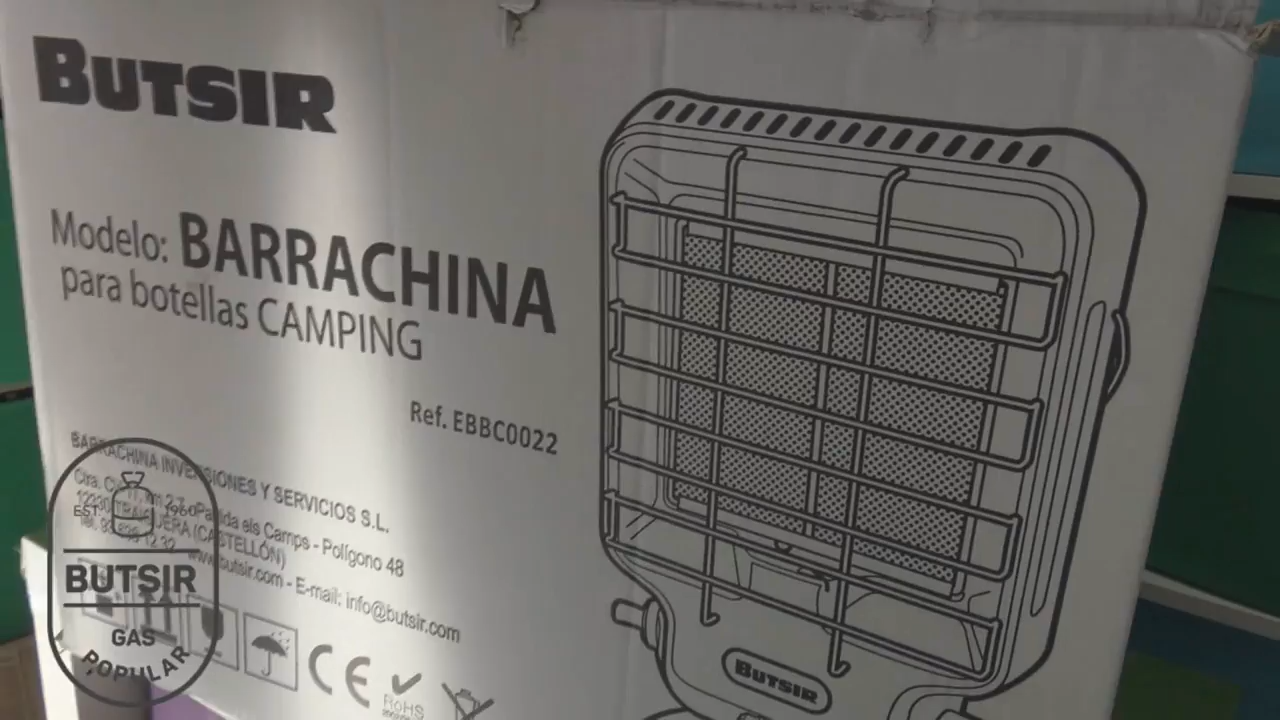 BUTSIR
Modelo: BARRACHINA
para botellas CAMPING
Ref. EBBC0022
BARRACHINA INVERSIONES Y SERVICIOS S.L.
Ctra. els Camps - Polígono 48
(CASTELLÓN)
www.butsir.com - E-mail: info@butsir.com
CE
RoHS
BUTSIR
EST. 1960
BUTSIR
GAS
POPULAR